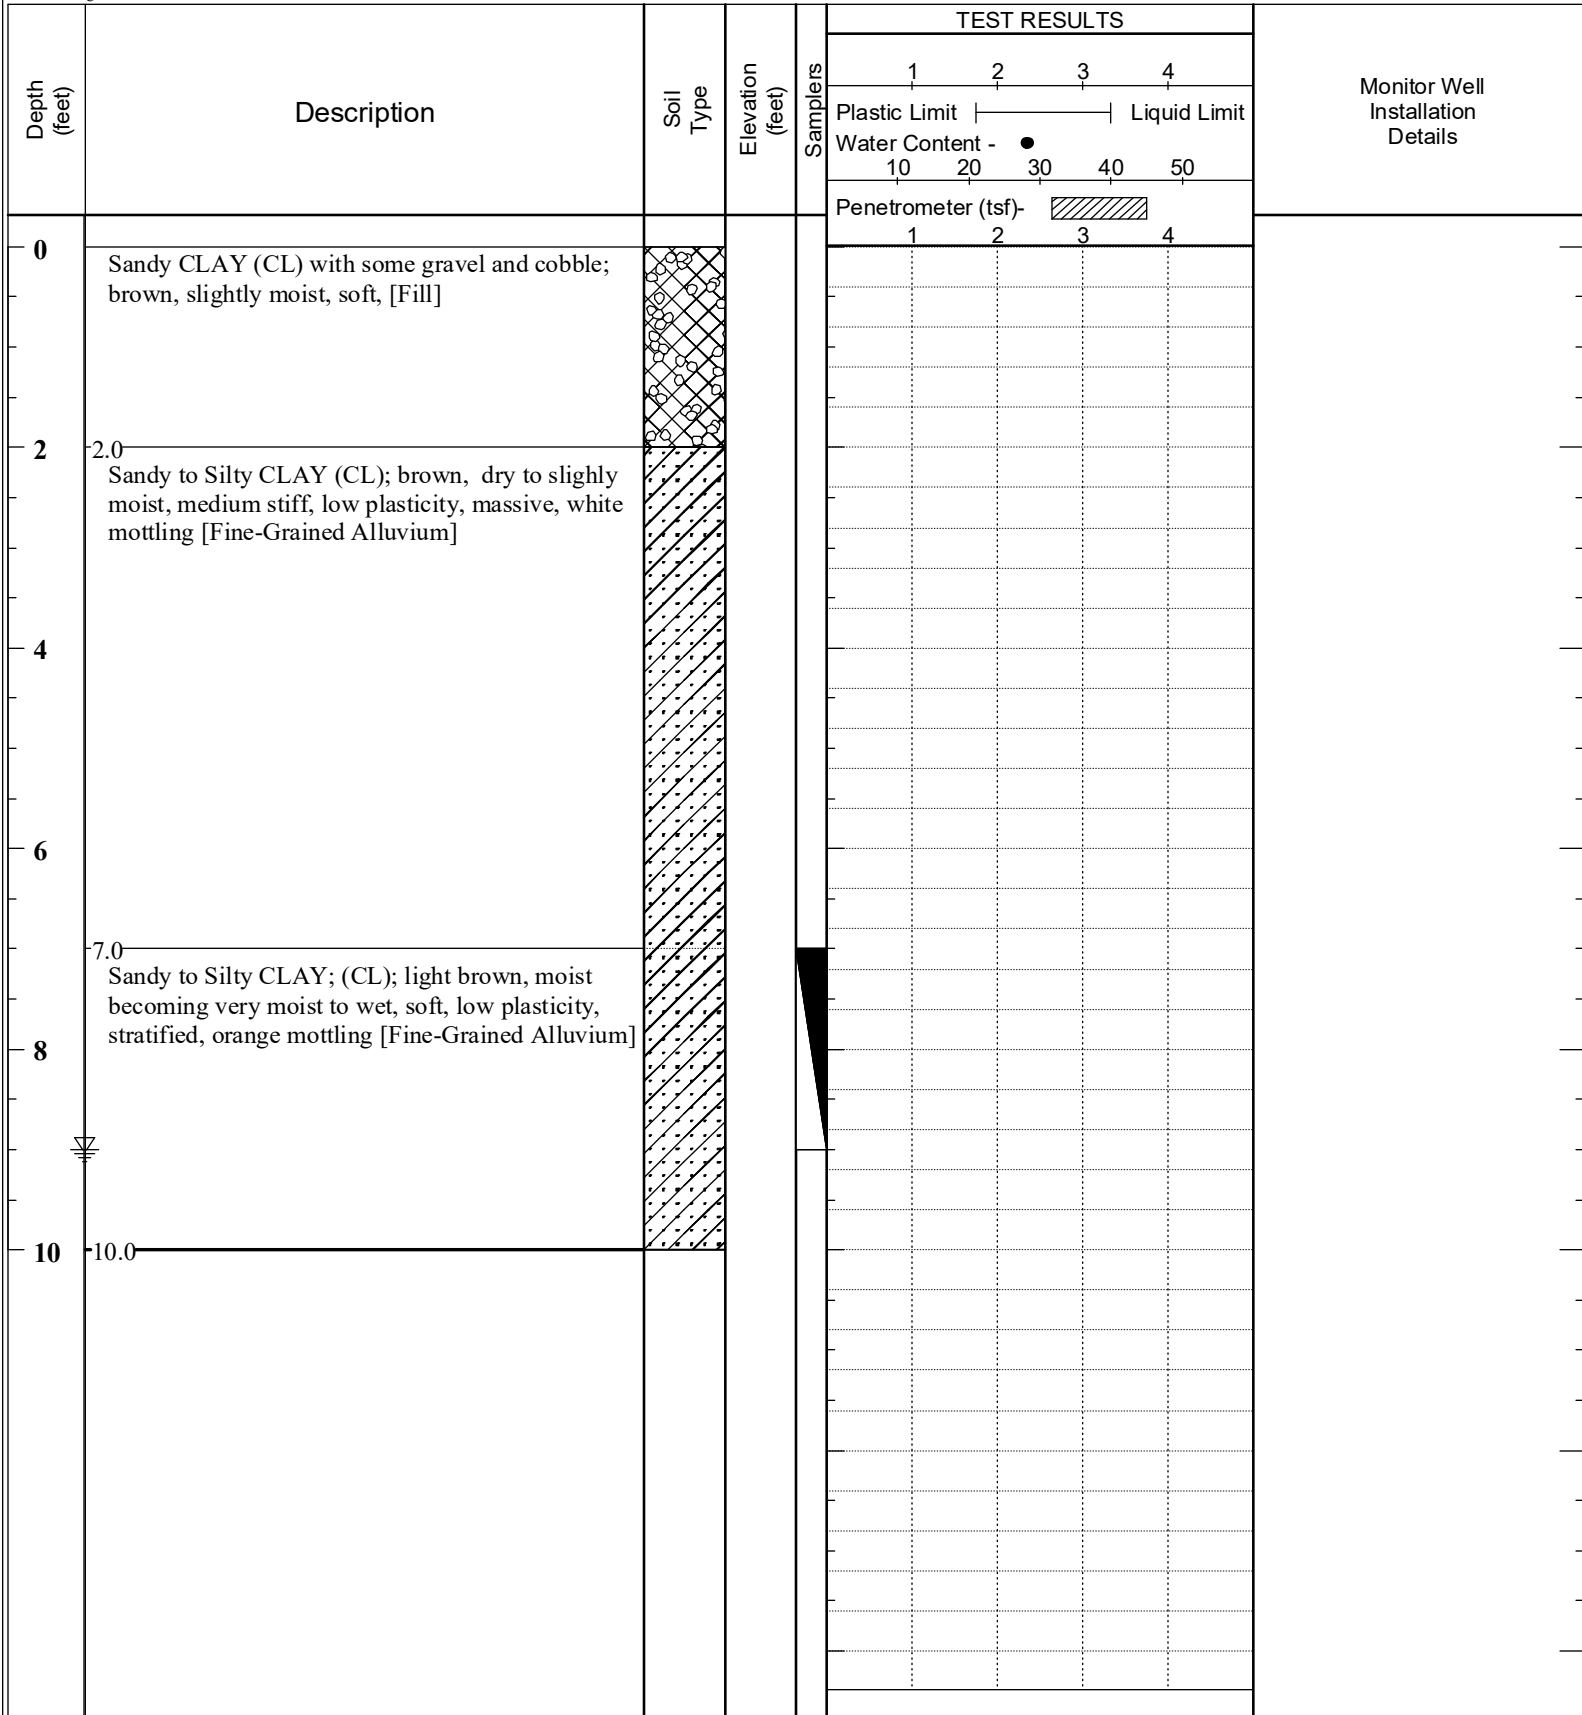 TEST RESULTS
Depth
(feet)
Description
Soil
Type
Elevation
(feet)
Samplers
1 2 3 4
Plastic Limit Liquid Limit
Water Content -
10 20 30 40 50
Penetrometer (tsf)-
1 2 3 4
Monitor Well
Installation
Details
0
Sandy CLAY (CL) with some gravel and cobble;
brown, slightly moist, soft, [Fill]
2
2.0
Sandy to Silty CLAY (CL); brown, dry to slighly
moist, medium stiff, low plasticity, massive, white
mottling [Fine-Grained Alluvium]
4
6
7.0
Sandy to Silty CLAY; (CL); light brown, moist
becoming very moist to wet, soft, low plasticity,
stratified, orange mottling [Fine-Grained Alluvium]
8
10
10.0